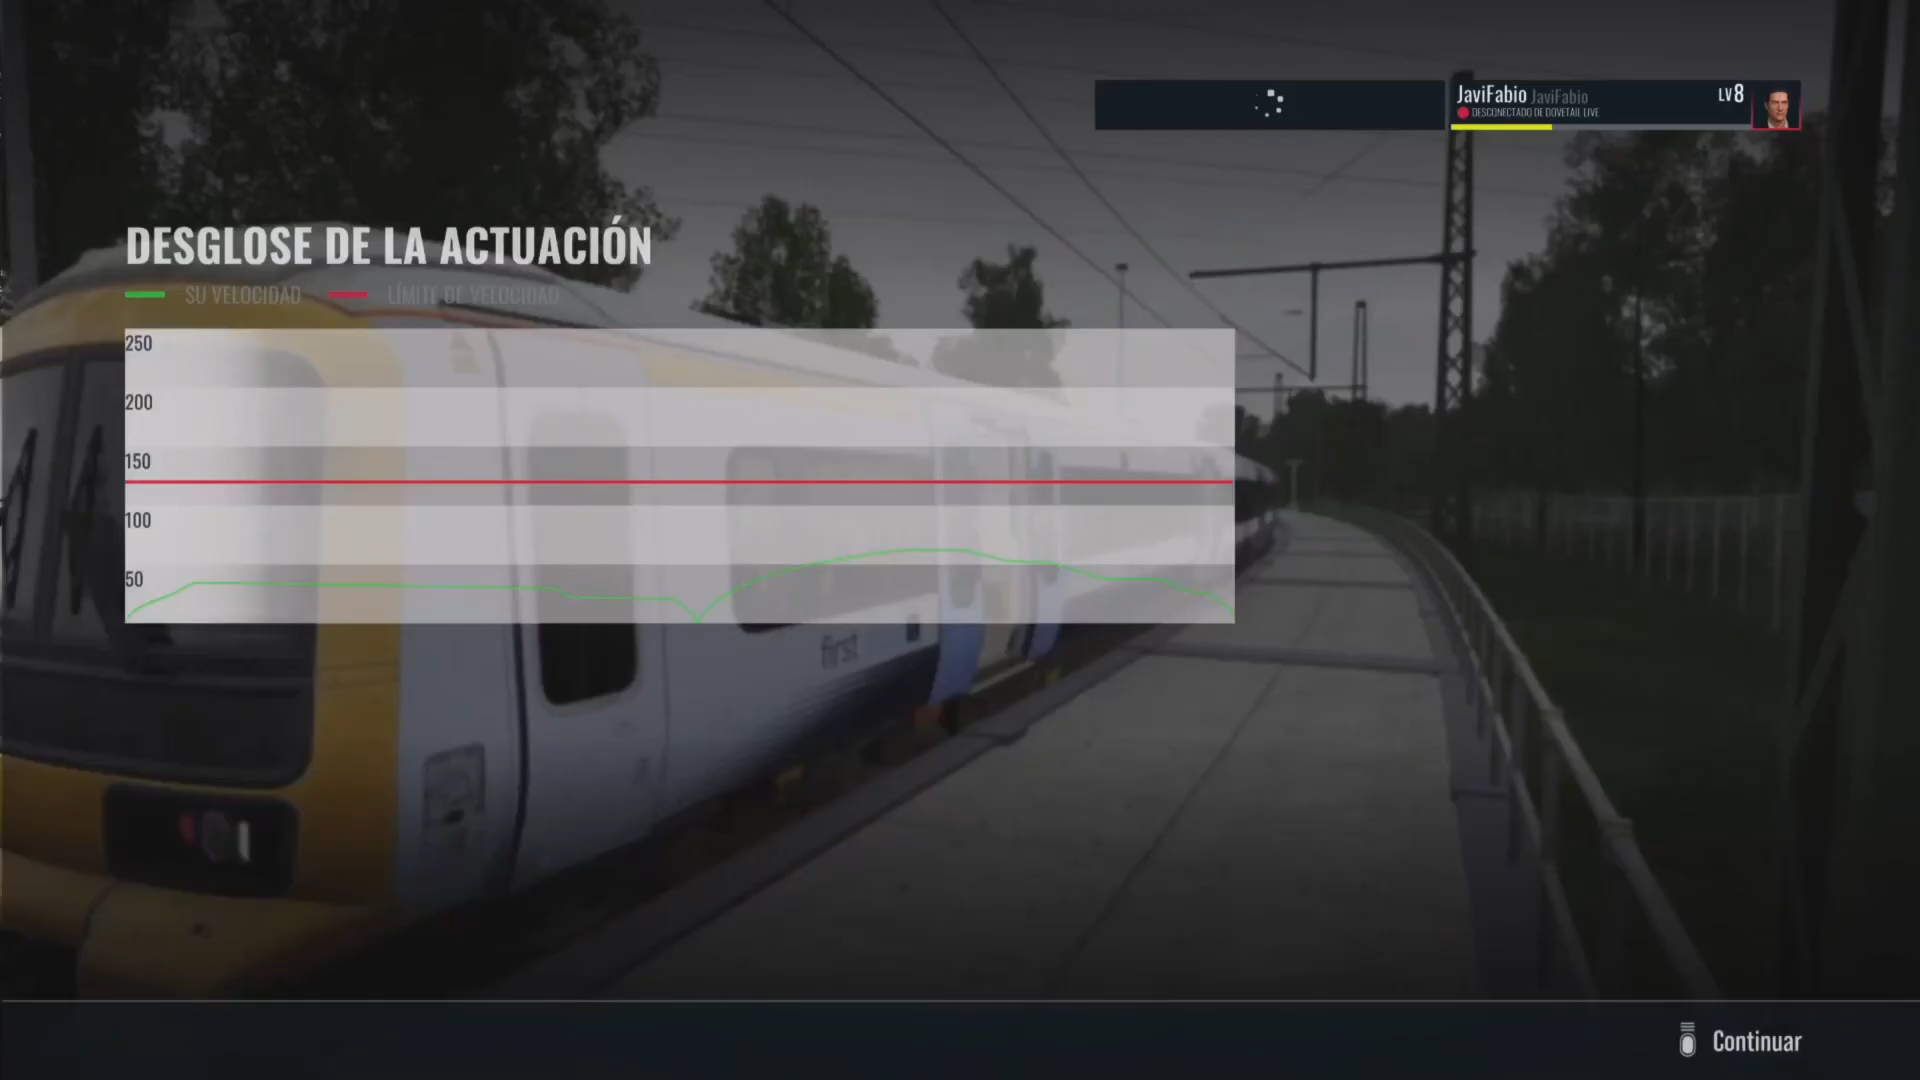 JaviFabio JaviFabio LV8
DESCONECTADO DE DOVETAIL LIVE
DESGLOSE DE LA ACTUACIÓN
SU VELOCIDAD LÍMITE DE VELOCIDAD
250
200
150
100
50
first
Continuar